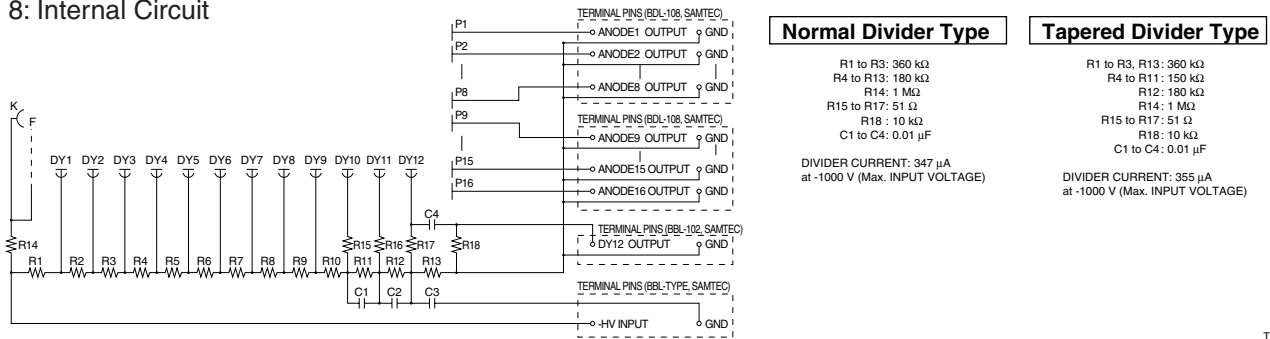 8: Internal Circuit
TERMINAL PINS (BDL-108, SAMTEC)
P1
ANODE1 OUTPUT GND
P2
ANODE2 OUTPUT GND
P8
ANODE8 OUTPUT GND
P9
TERMINAL PINS (BDL-108, SAMTEC)
ANODE9 OUTPUT GND
P15
ANODE15 OUTPUT GND
P16
ANODE16 OUTPUT GND
K
F
DY1 DY2 DY3 DY4 DY5 DY6 DY7 DY8 DY9 DY10 DY11 DY12
C4
TERMINAL PINS (BBL-102, SAMTEC)
DY12 OUTPUT GND
R14 R15 R16 R17 R18
R1 R2 R3 R4 R5 R6 R7 R8 R9 R10 R11 R12 R13
C1 C2 C3
TERMINAL PINS (BBL-TYPE, SAMTEC)
-HV INPUT GND
Normal Divider Type
R1 to R3: 360 kΩ
R4 to R13: 180 kΩ
R14: 1 MΩ
R15 to R17: 51 Ω
R18 : 10 kΩ
C1 to C4: 0.01 µF
DIVIDER CURRENT: 347 µA
at -1000 V (Max. INPUT VOLTAGE)
Tapered Divider Type
R1 to R3, R13: 360 kΩ
R4 to R11: 150 kΩ
R12: 180 kΩ
R14: 1 MΩ
R15 to R17: 51 Ω
R18: 10 kΩ
C1 to C4: 0.01 µF
DIVIDER CURRENT: 355 µA
at -1000 V (Max. INPUT VOLTAGE)
T